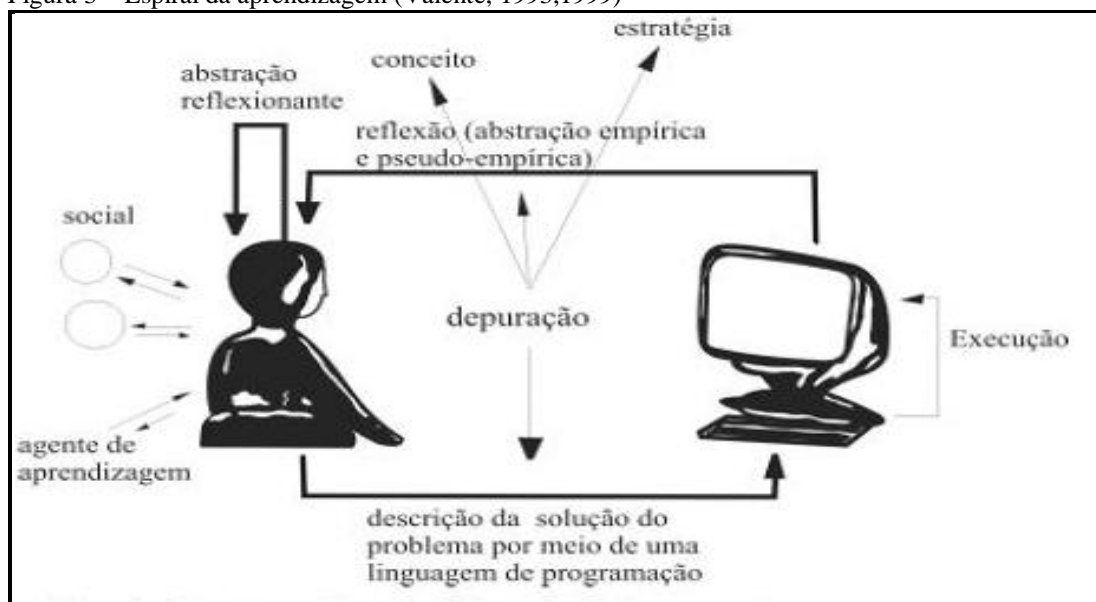 Figura 3 – Espiral da aprendizagem (Valente, 1993,1999)
estratégia
conceito
abstração
reflexionante
reflexão (abstração empírica
e pseudo-empírica)
social
depuração
Execução
agente de
aprendizagem
descrição da solução do
problema por meio de uma
linguagem de programação